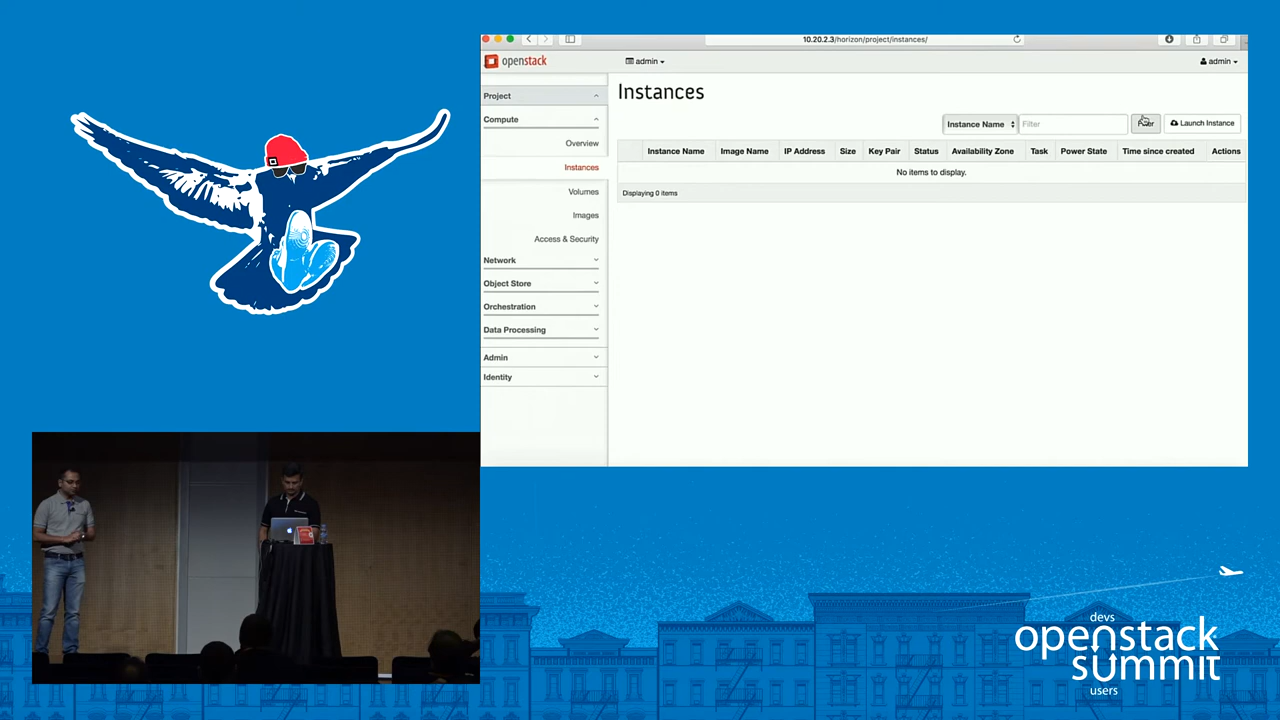 10.20.2.3/horizon/project/instances/
openstack
admin
admin
Project
Compute
Overview
Instances
Volumes
Images
Access & Security
Network
Object Store
Orchestration
Data Processing
Admin
Identity
Instances
Instance Name
Filter
Filter
Launch Instance
Instance Name Image Name IP Address Size Key Pair Status Availability Zone Task Power State Time since created Actions
No items to display.
Displaying 0 items
devs
openstack
summit
users